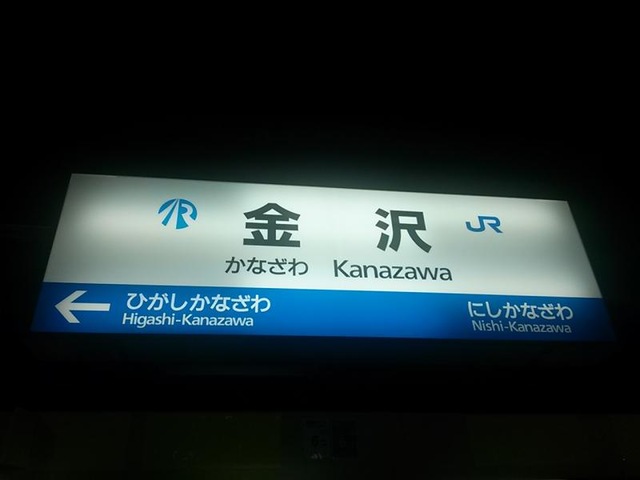 IR 金沢 JR
かなざわ Kanazawa
ひがしかなざわ にしかなざわ
Higashi-Kanazawa Nishi-Kanazawa